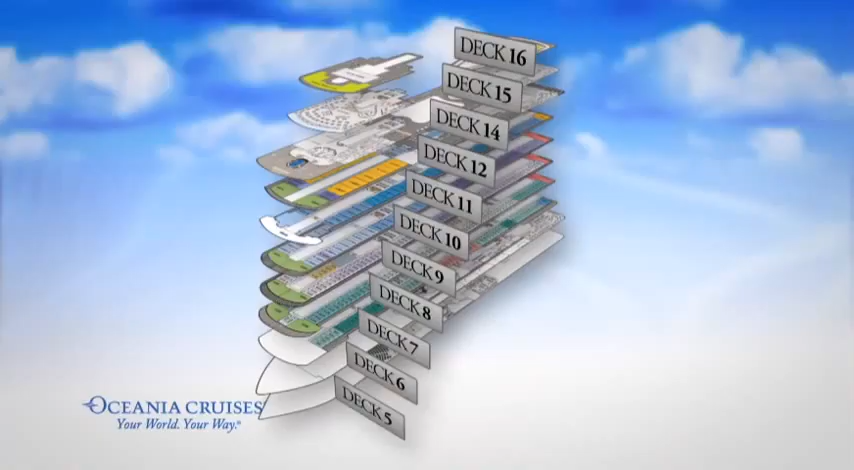 DECK 16
DECK 15
DECK 14
DECK 12
DECK 11
DECK 10
DECK 9
DECK 8
DECK 7
DECK 6
DECK 5
OCEANIA CRUISES
Your World. Your Way.®